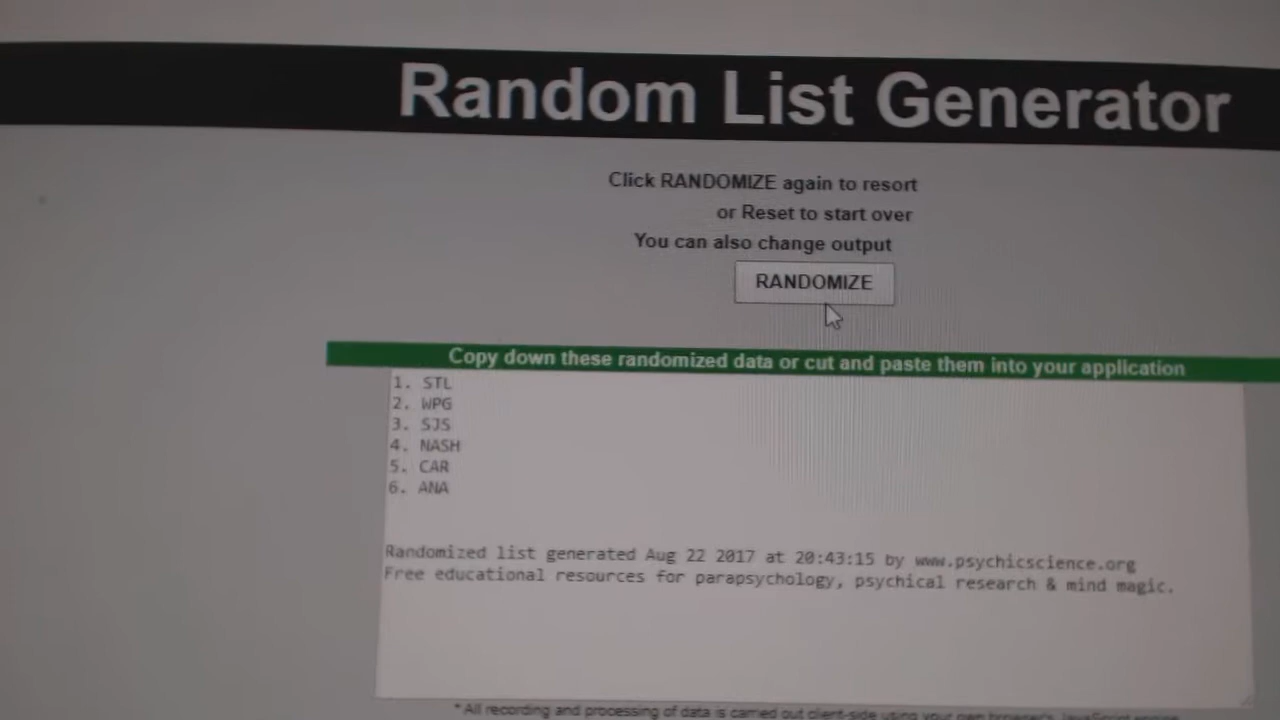 Random List Generator
Click RANDOMIZE again to resort
or Reset to start over
You can also change output
RANDOMIZE
Copy down these randomized data or cut and paste them into your application
1. STL
2. WPG
3. SJS
4. NASH
5. CAR
6. ANA
Randomized list generated Aug 22 2017 at 20:43:15 by www.psychicscience.org
Free educational resources for parapsychology, psychical research & mind magic.
* All recording and processing of data is carried out client-side using your own browser's